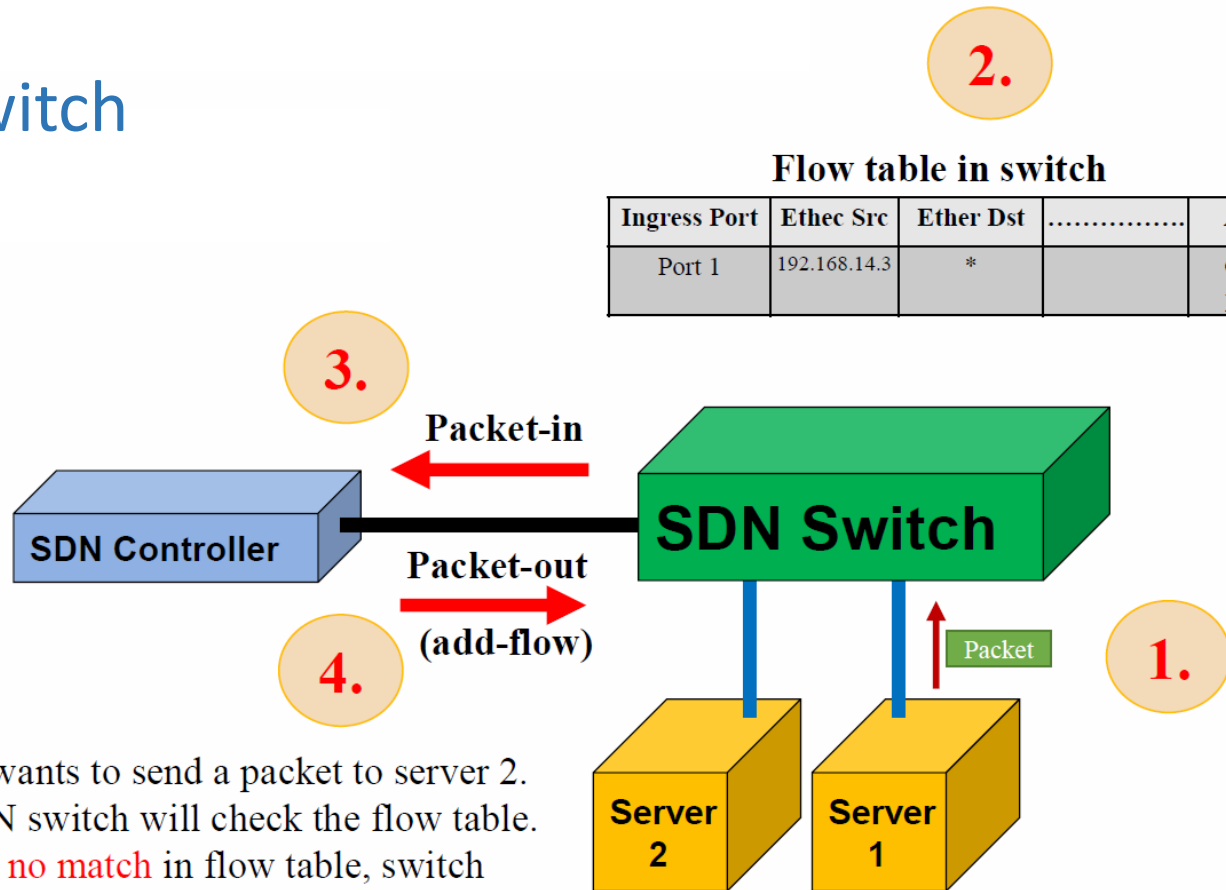 witch
2.
Flow table in switch
Ingress Port Ethec Src Ether Dst .................
Port 1 192.168.14.3 *
3.
Packet-in
SDN Controller
SDN Switch
Packet-out
(add-flow)
4.
Packet
1.
wants to send a packet to server 2.
N switch will check the flow table.
no match in flow table, switch
Server
2
Server
1